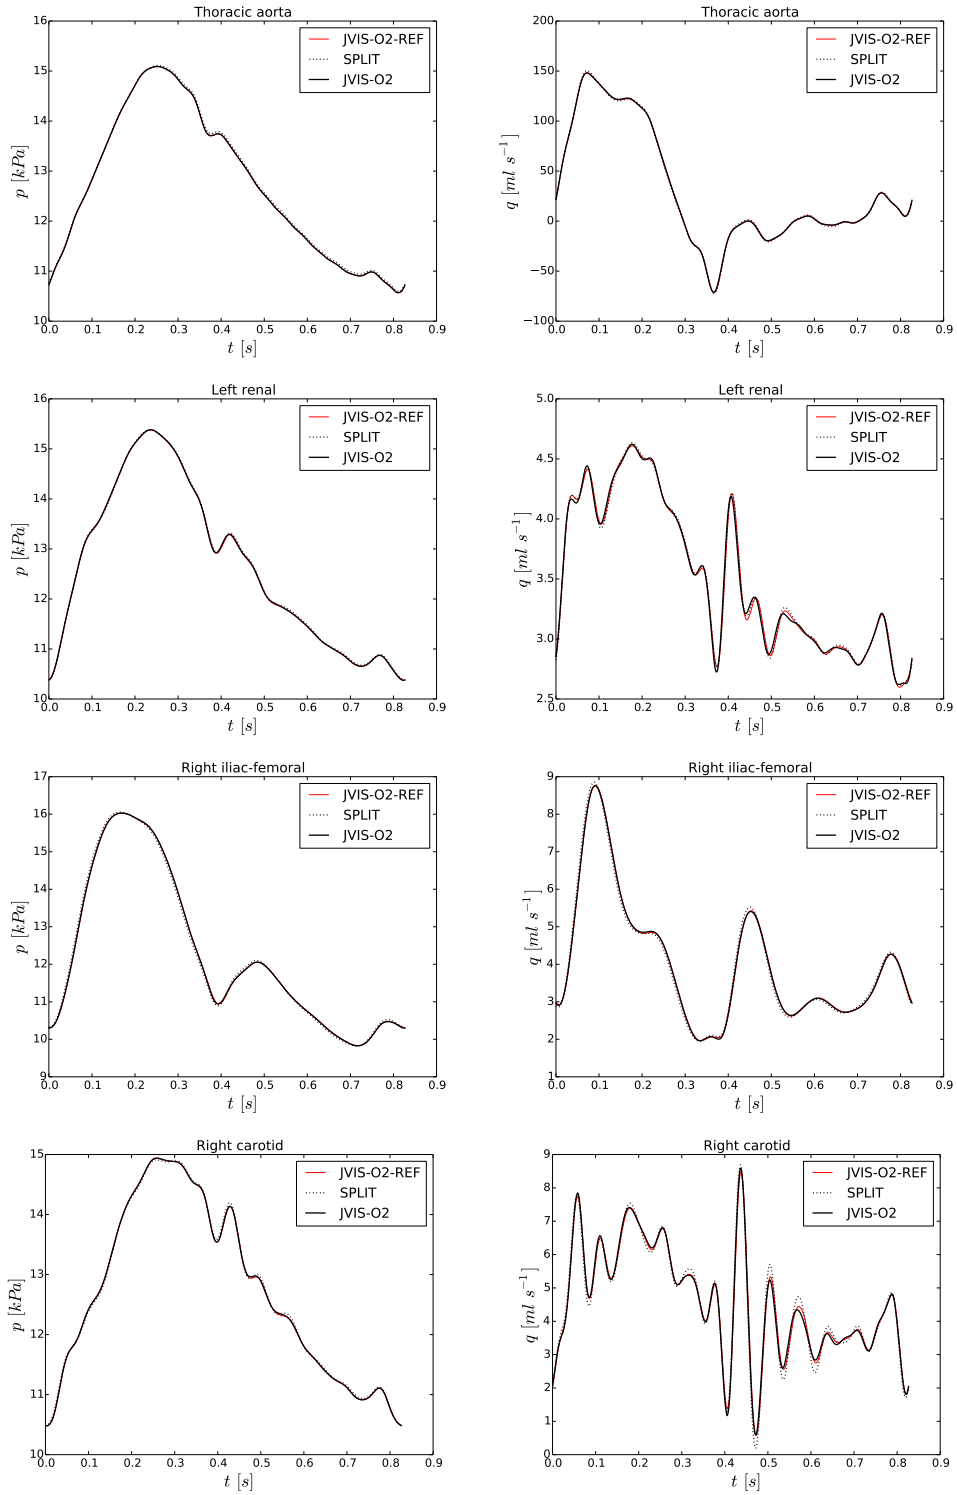 Thoracic aorta
16
15
14
13
12
11
10
p [kPa]
JVIS-O2-REF
SPLIT
JVIS-O2
0.0 0.1 0.2 0.3 0.4 0.5 0.6 0.7 0.8 0.9
t [s]
Thoracic aorta
200
150
100
50
0
−50
−100
q [ml s−1]
JVIS-O2-REF
SPLIT
JVIS-O2
0.0 0.1 0.2 0.3 0.4 0.5 0.6 0.7 0.8 0.9
t [s]
Left renal
16
15
14
13
12
11
10
p [kPa]
JVIS-O2-REF
SPLIT
JVIS-O2
0.0 0.1 0.2 0.3 0.4 0.5 0.6 0.7 0.8 0.9
t [s]
Left renal
5.0
4.5
4.0
3.5
3.0
2.5
q [ml s−1]
JVIS-O2-REF
SPLIT
JVIS-O2
0.0 0.1 0.2 0.3 0.4 0.5 0.6 0.7 0.8 0.9
t [s]
Right iliac-femoral
17
16
15
14
13
12
11
10
9
p [kPa]
JVIS-O2-REF
SPLIT
JVIS-O2
0.0 0.1 0.2 0.3 0.4 0.5 0.6 0.7 0.8 0.9
t [s]
Right iliac-femoral
9
8
7
6
5
4
3
2
1
q [ml s−1]
JVIS-O2-REF
SPLIT
JVIS-O2
0.0 0.1 0.2 0.3 0.4 0.5 0.6 0.7 0.8 0.9
t [s]
Right carotid
15
14
13
12
11
10
p [kPa]
JVIS-O2-REF
SPLIT
JVIS-O2
0.0 0.1 0.2 0.3 0.4 0.5 0.6 0.7 0.8 0.9
t [s]
Right carotid
9
8
7
6
5
4
3
2
1
0
q [ml s−1]
JVIS-O2-REF
SPLIT
JVIS-O2
0.0 0.1 0.2 0.3 0.4 0.5 0.6 0.7 0.8 0.9
t [s]